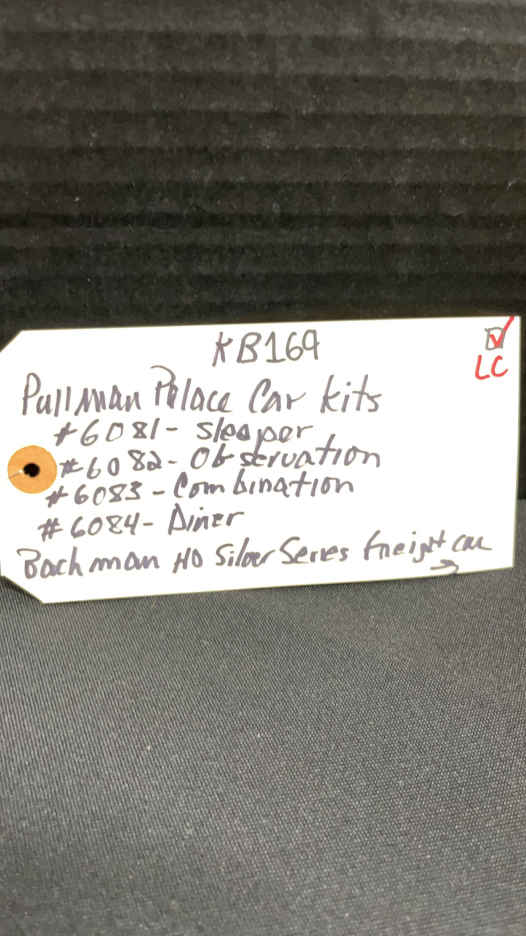 KB169
LC
Pullman Palace Car kits
#6081- Sleeper
#6082- Observation
#6083 - Combination
#6084- Diner
Bachman HO Silver Series freight car
→